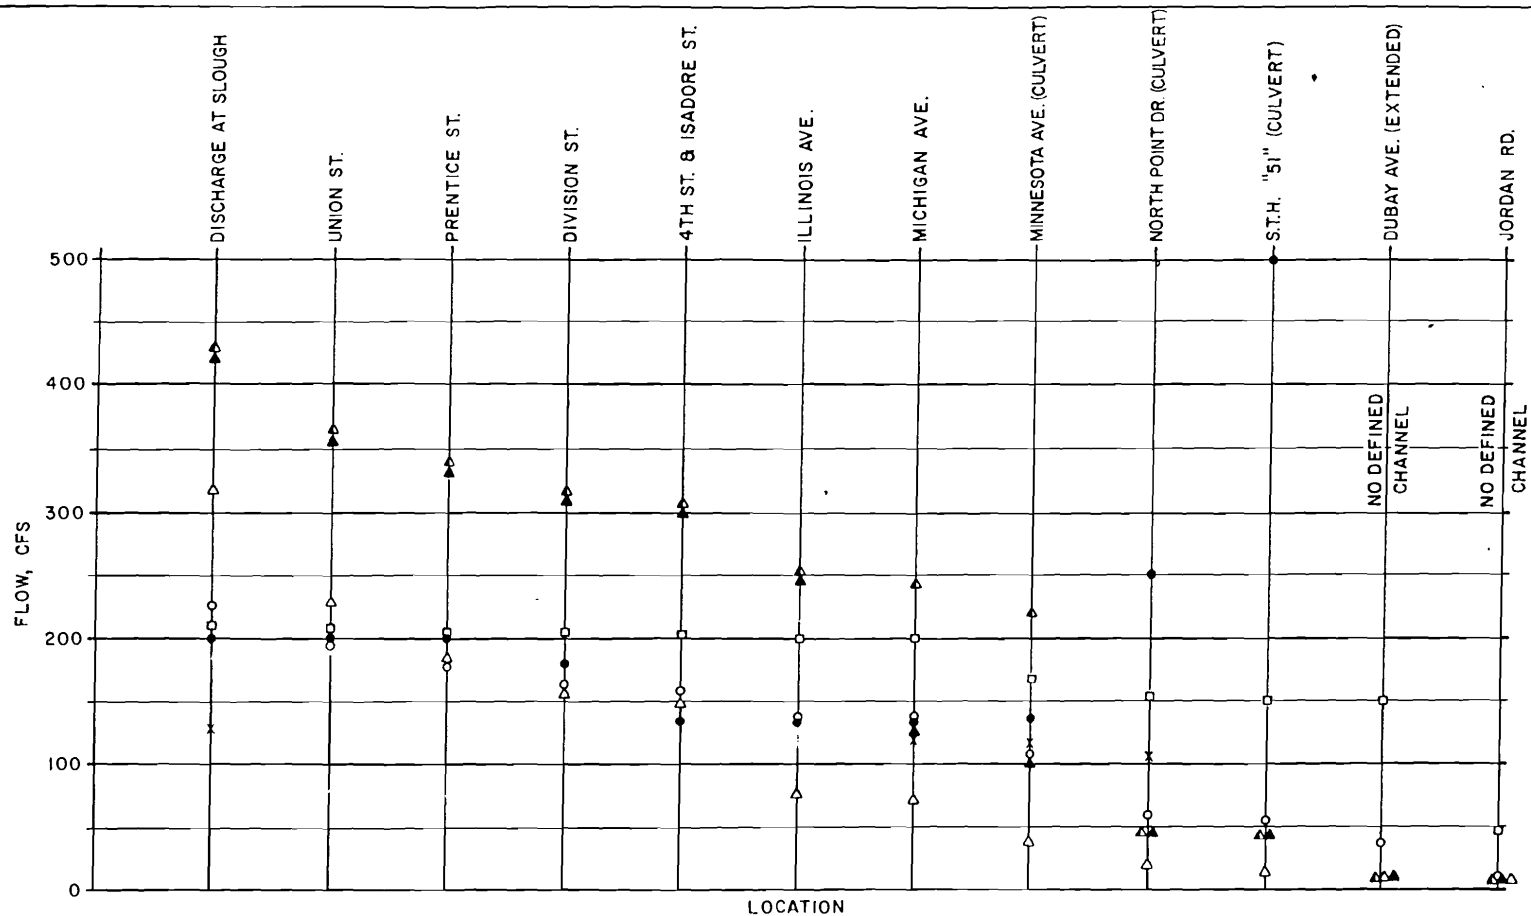 DISCHARGE AT SLOUGH
UNION ST.
PRENTICE ST.
DIVISION ST.
4TH ST. & ISADORE ST.
ILLINOIS AVE.
MICHIGAN AVE.
MINNESOTA AVE. (CULVERT)
NORTH POINT DR. (CULVERT)
S.T.H. "51" (CULVERT)
DUBAY AVE. (EXTENDED)
JORDAN RD.
500
400
300
200
100
0
FLOW, CFS
NO DEFINED
CHANNEL
NO DEFINED
CHANNEL
LOCATION